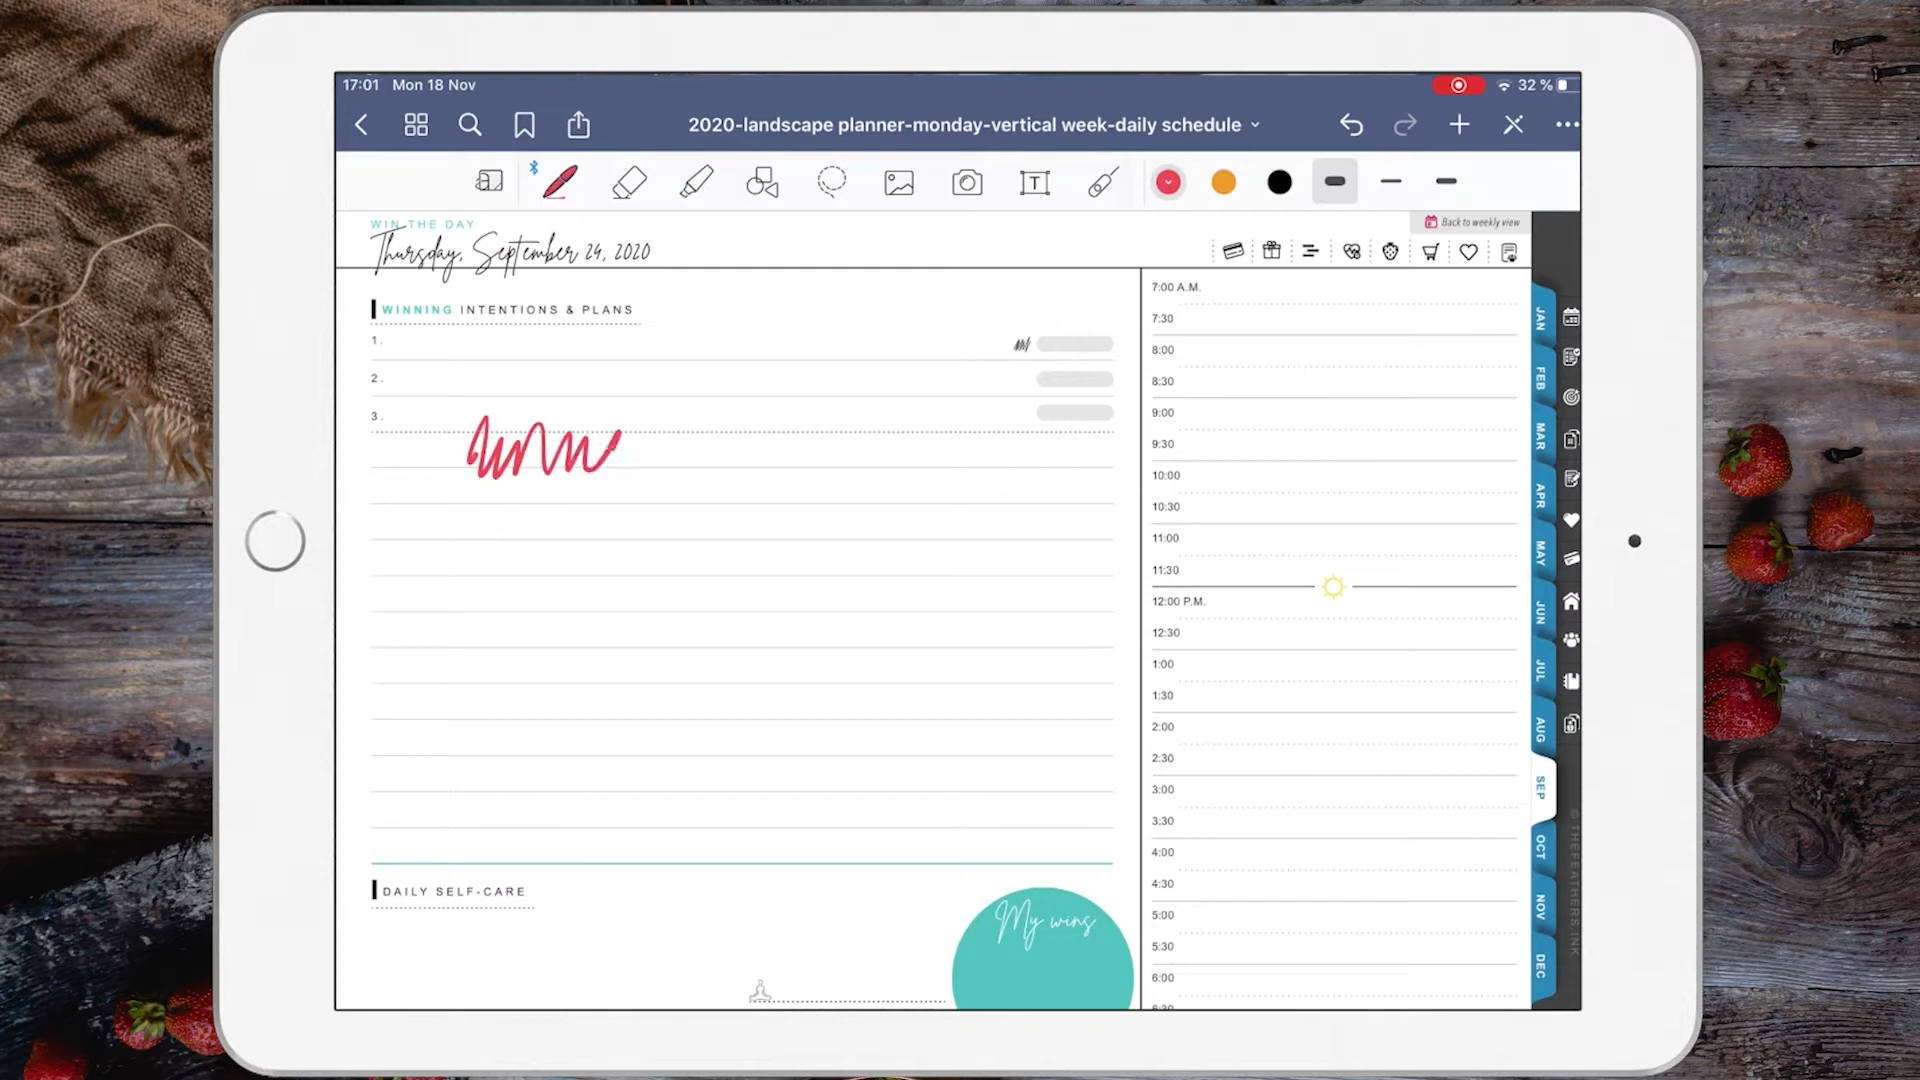 17:01 Mon 18 Nov 32 %
2020-landscape planner-monday-vertical week-daily schedule
T
WIN THE DAY
Thursday, September 24, 2020
Back to weekly view
WINNING INTENTIONS & PLANS
1.
2.
3.
DAILY SELF-CARE
My wins
7:00 A.M.
7:30
8:00
8:30
9:00
9:30
10:00
10:30
11:00
11:30
12:00 P.M.
12:30
1:00
1:30
2:00
2:30
3:00
3:30
4:00
4:30
5:00
5:30
6:00
6:30
JAN
FEB
MAR
APR
MAY
JUN
JUL
AUG
SEP
OCT
NOV
DEC
© THEFEATHERS.INK